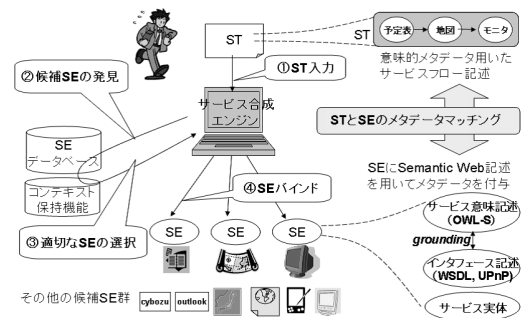 ST
ST
予定表
地図
モニタ
意味的メタデータ用いた
サービスフロー記述
①ST入力
②候補SEの発見
サービス合成
エンジン
STとSEのメタデータマッチング
SE
データベース
コンテキスト
保持機能
SEにSemantic Web記述
を用いてメタデータを付与
④SEバインド
③適切なSEの選択
SE
SE
SE
サービス意味記述
(OWL-S)
grounding
インタフェース記述
(WSDL, UPnP)
サービス実体
その他の候補SE群
cybozu
outlook